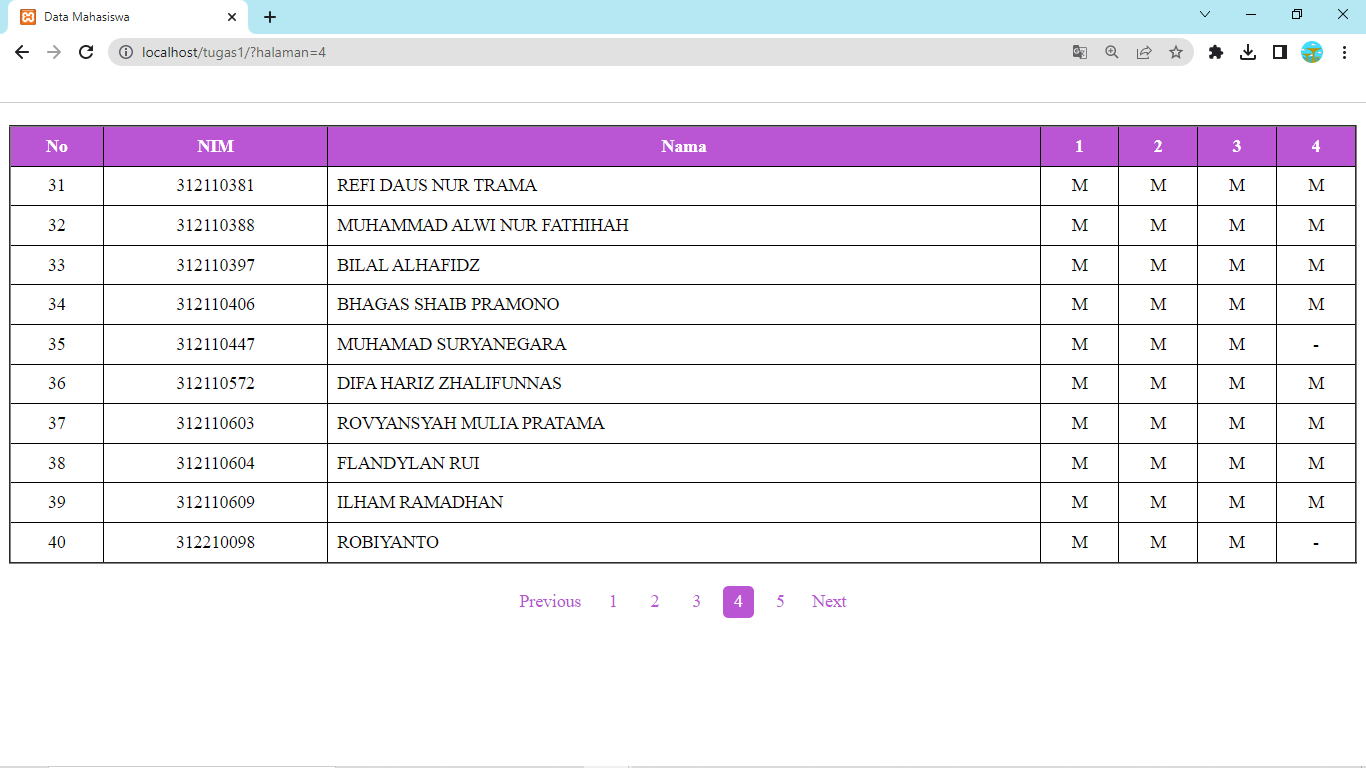 Data Mahasiswa
localhost/tugas1/?halaman=4
No NIM Nama 1 2 3 4
31 312110381 REFI DAUS NUR TRAMA M M M M
32 312110388 MUHAMMAD ALWI NUR FATHIHAH M M M M
33 312110397 BILAL ALHAFIDZ M M M M
34 312110406 BHAGAS SHAIB PRAMONO M M M M
35 312110447 MUHAMAD SURYANEGARA M M M -
36 312110572 DIFA HARIZ ZHALIFUNNAS M M M M
37 312110603 ROVYANSYAH MULIA PRATAMA M M M M
38 312110604 FLANDYLAN RUI M M M M
39 312110609 ILHAM RAMADHAN M M M M
40 312210098 ROBIYANTO M M M -
Previous 1 2 3 4 5 Next